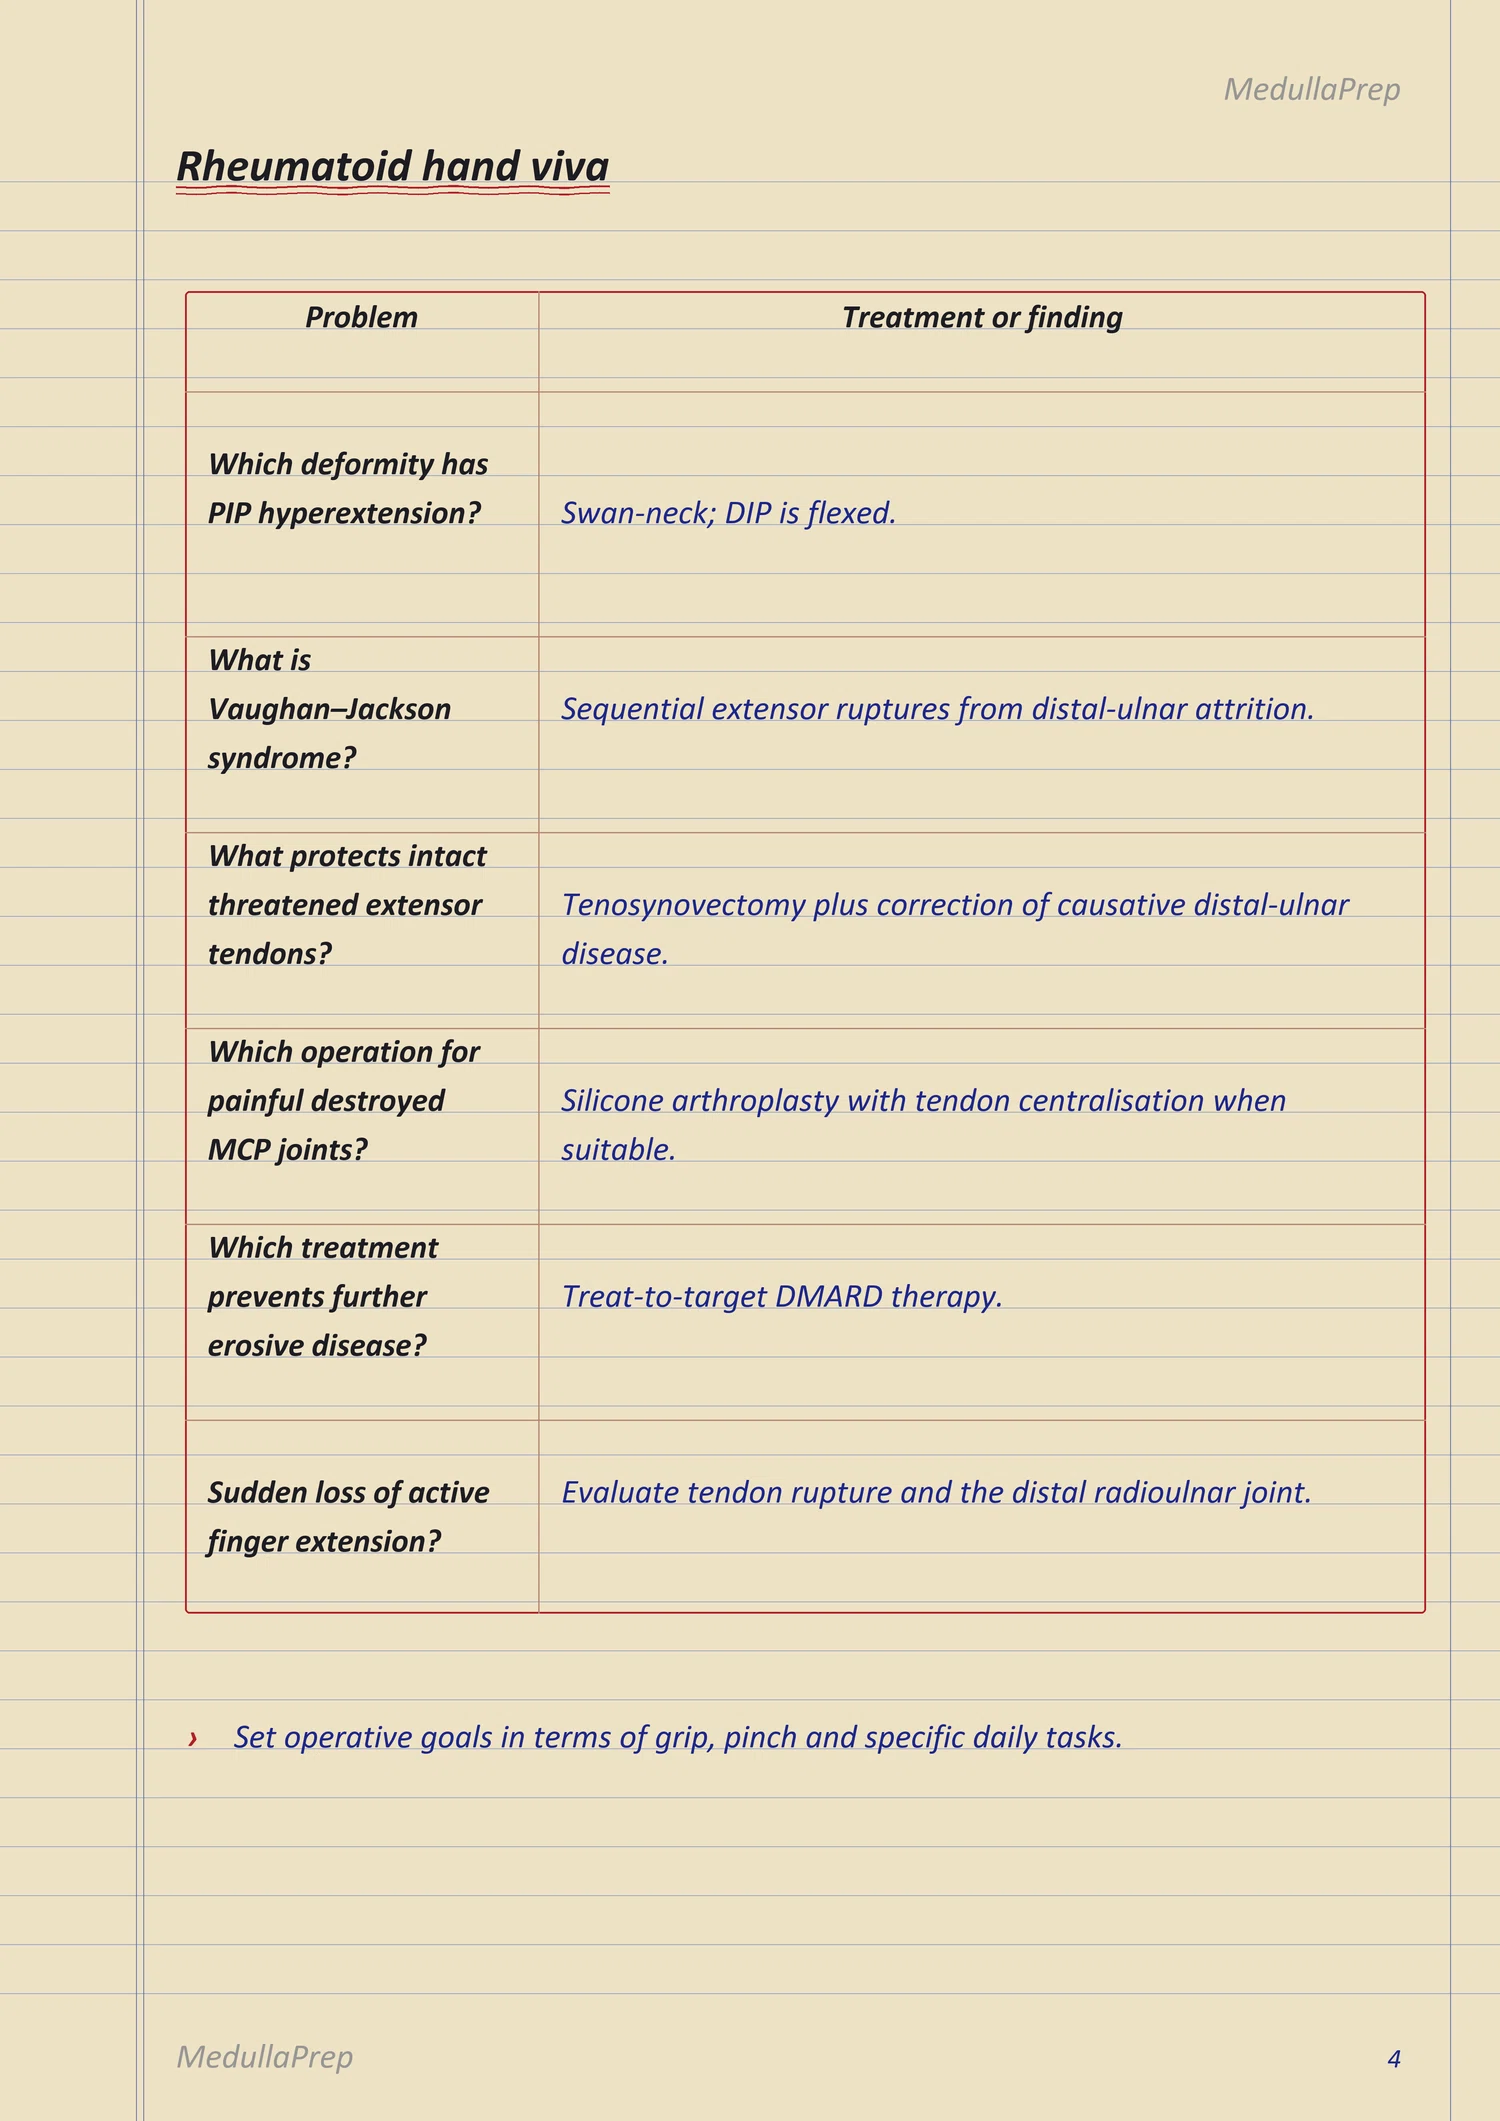 MedullaPrep
Rheumatoid hand viva
Problem
Treatment or finding
Which deformity has
PIP hyperextension?
Swan-neck; DIP is flexed.
What is
Vaughan–Jackson
syndrome?
Sequential extensor ruptures from distal-ulnar attrition.
What protects intact
threatened extensor
tendons?
Tenosynovectomy plus correction of causative distal-ulnar
disease.
Which operation for
painful destroyed
MCP joints?
Silicone arthroplasty with tendon centralisation when
suitable.
Which treatment
prevents further
erosive disease?
Treat-to-target DMARD therapy.
Sudden loss of active
finger extension?
Evaluate tendon rupture and the distal radioulnar joint.
› Set operative goals in terms of grip, pinch and specific daily tasks.
MedullaPrep
4